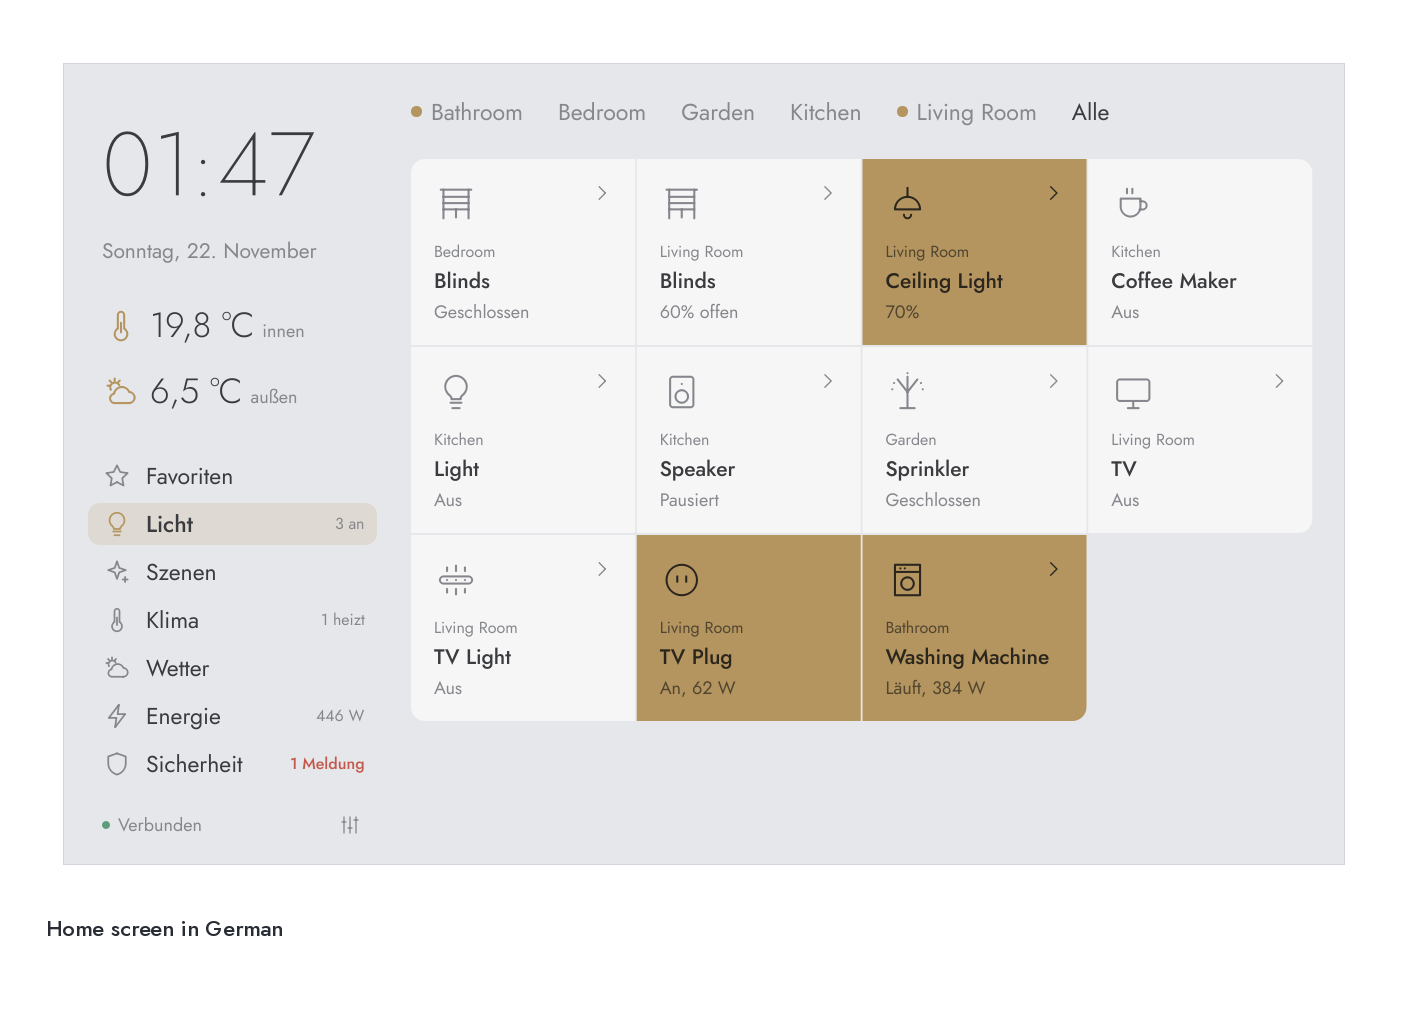 01:47
Sonntag, 22. November
19,8 °C innen
6,5 °C außen
Favoriten
Licht 3 an
Szenen
Klima 1 heizt
Wetter
Energie 446 W
Sicherheit 1 Meldung
Verbunden
Bathroom Bedroom Garden Kitchen Living Room Alle
Bedroom
Blinds
Geschlossen
Living Room
Blinds
60% offen
Living Room
Ceiling Light
70%
Kitchen
Coffee Maker
Aus
Kitchen
Light
Aus
Kitchen
Speaker
Pausiert
Garden
Sprinkler
Geschlossen
Living Room
TV
Aus
Living Room
TV Light
Aus
Living Room
TV Plug
An, 62 W
Bathroom
Washing Machine
Läuft, 384 W
Home screen in German